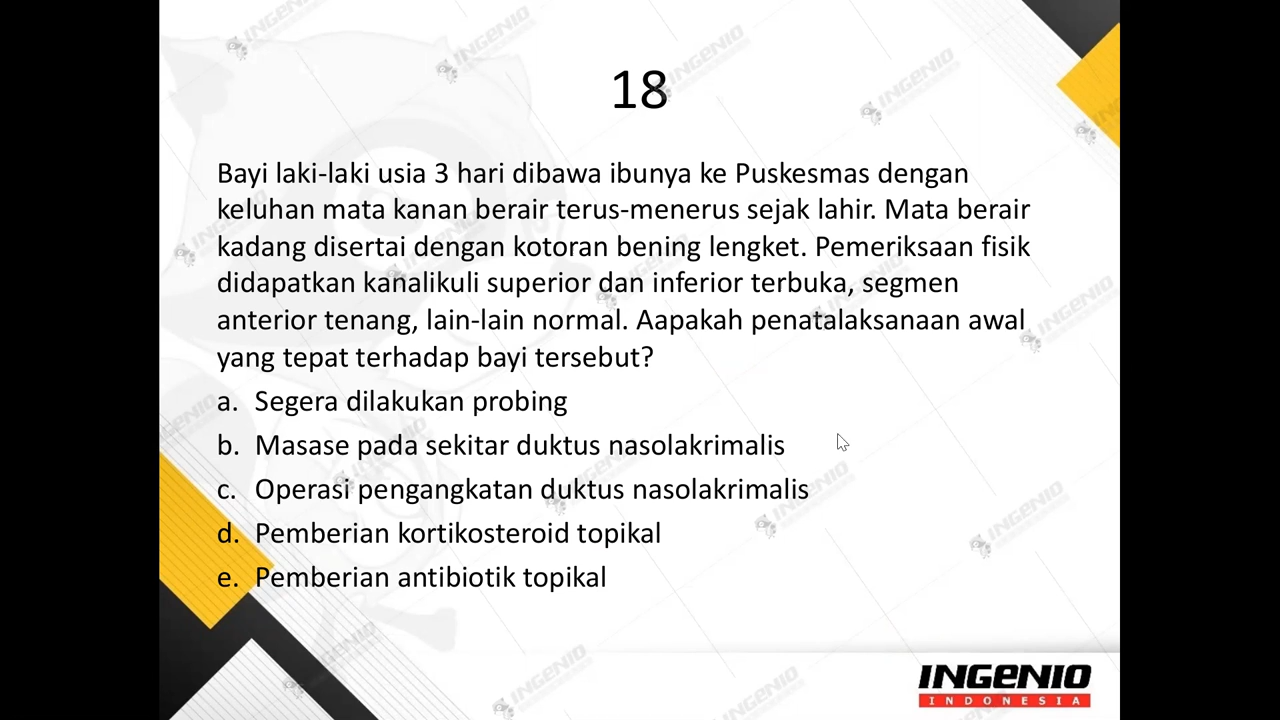 18
Bayi laki-laki usia 3 hari dibawa ibunya ke Puskesmas dengan
keluhan mata kanan berair terus-menerus sejak lahir. Mata berair
kadang disertai dengan kotoran bening lengket. Pemeriksaan fisik
didapatkan kanalikuli superior dan inferior terbuka, segmen
anterior tenang, lain-lain normal. Aapakah penatalaksanaan awal
yang tepat terhadap bayi tersebut?
a. Segera dilakukan probing
b. Masase pada sekitar duktus nasolakrimalis
c. Operasi pengangkatan duktus nasolakrimalis
d. Pemberian kortikosteroid topikal
e. Pemberian antibiotik topikal
INGENIO
INDONESIA